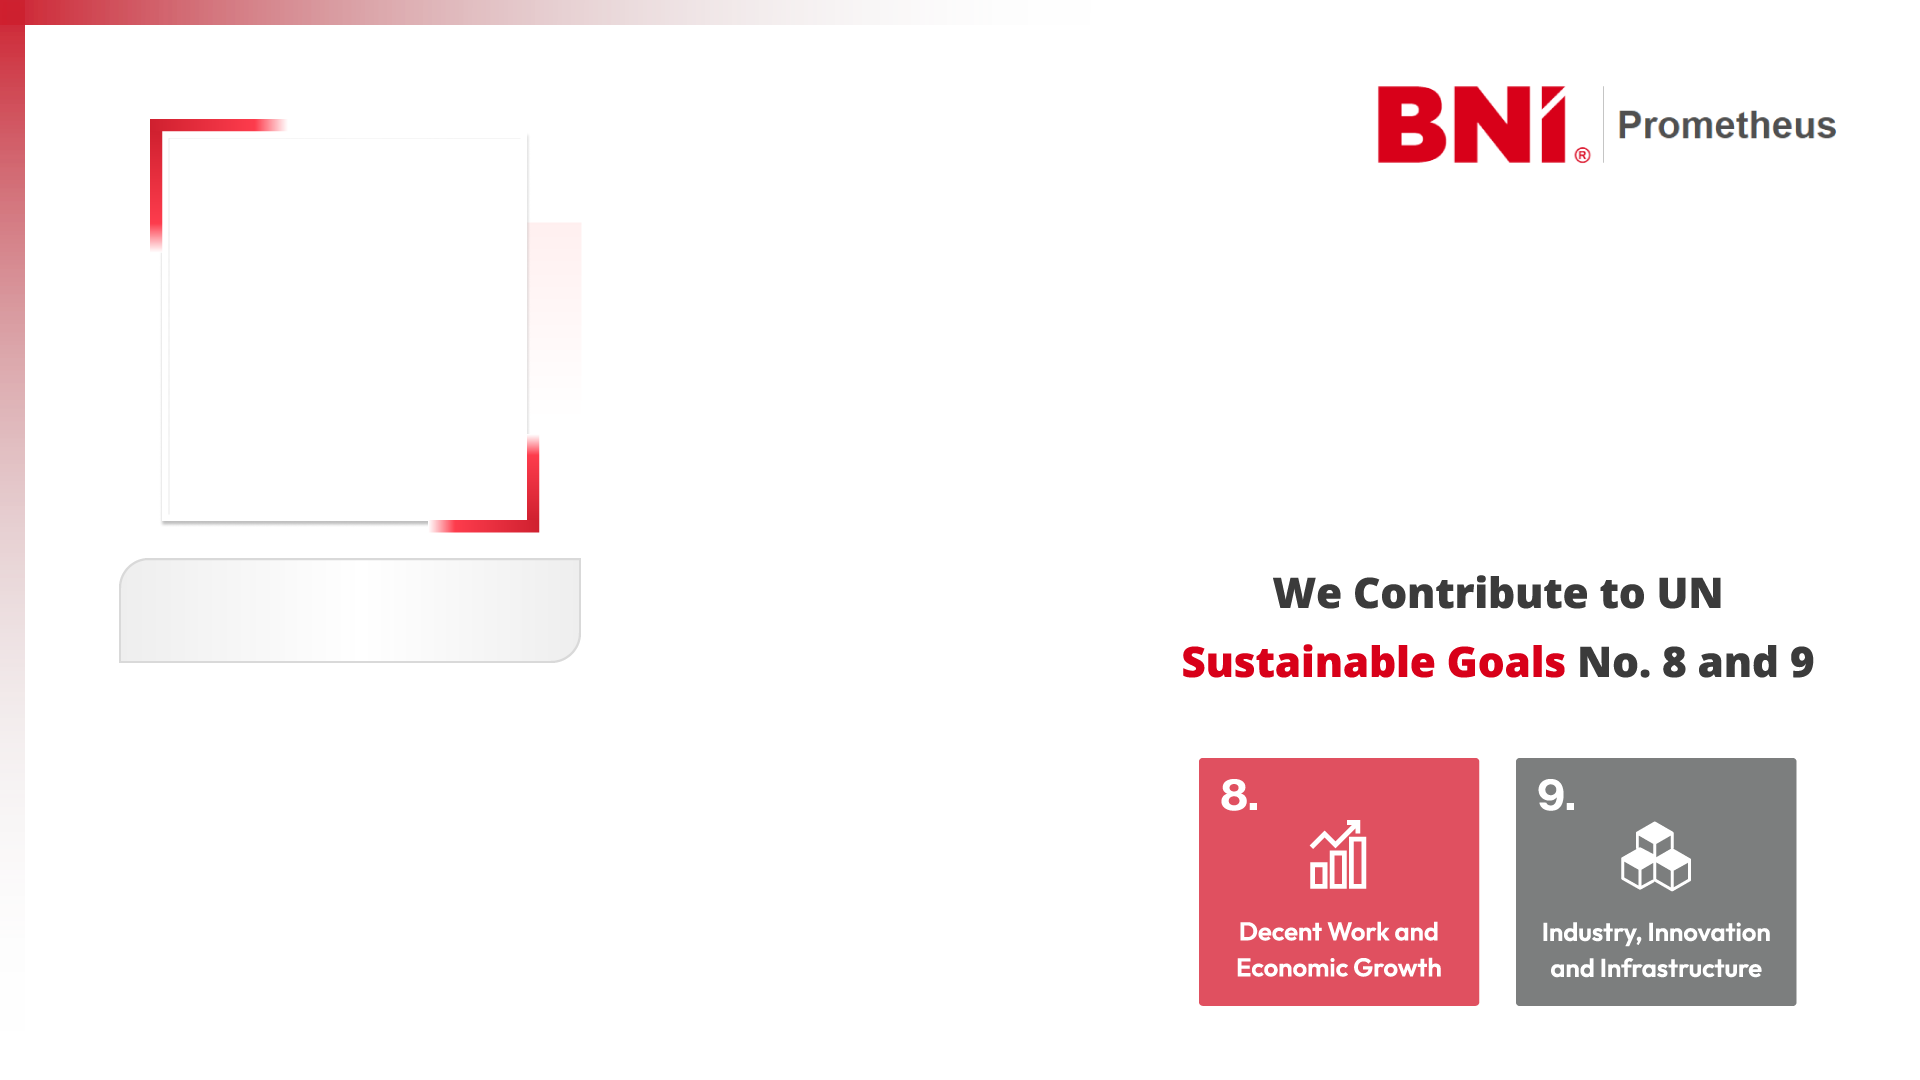 BNI® Prometheus
We Contribute to UN
Sustainable Goals No. 8 and 9
8.
Decent Work and
Economic Growth
9.
Industry, Innovation
and Infrastructure